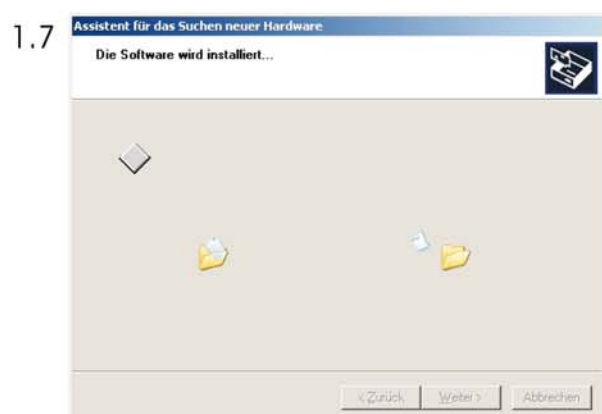 1.7
Assistent für das Suchen neuer Hardware
Die Software wird installiert...
< Zurück
Weiter >
Abbrechen